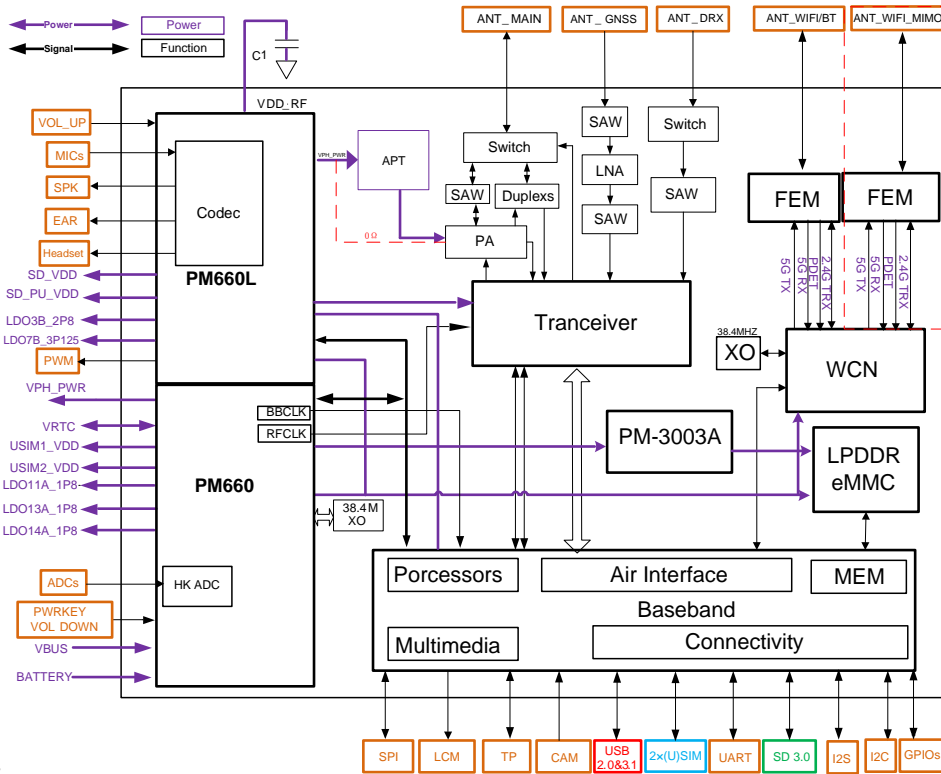 Power
Power
Signal
Function
C1
VDD_RF
ANT_MAIN
ANT_GNSS
ANT_DRX
ANT_WIFI/BT
ANT_WIFI_MIMO
VOL_UP
MICs
SPK
EAR
Headset
SD_VDD
SD_PU_VDD
LDO3B_2P8
LDO7B_3P125
PWM
VPH_PWR
VRTC
USIM1_VDD
USIM2_VDD
LDO11A_1P8
LDO13A_1P8
LDO14A_1P8
ADCs
PWRKEY
VOL DOWN
VBUS
BATTERY
Codec
PM660L
PM660
BBCLK
RFCLK
HK ADC
38.4M
XO
VPH_PWR
APT
0Ω
Switch
SAW
Duplexs
PA
SAW
LNA
SAW
Switch
SAW
Tranceiver
FEM
FEM
5G TX
5G RX
PDET
2.4G TRX
5G TX
5G RX
PDET
2.4G TRX
38.4MHZ
XO
WCN
PM-3003A
LPDDR
eMMC
Porcessors
Air Interface
MEM
Baseband
Multimedia
Connectivity
SPI
LCM
TP
CAM
USB
2.0&3.1
2×(U)SIM
UART
SD 3.0
I2S
I2C
GPIOs